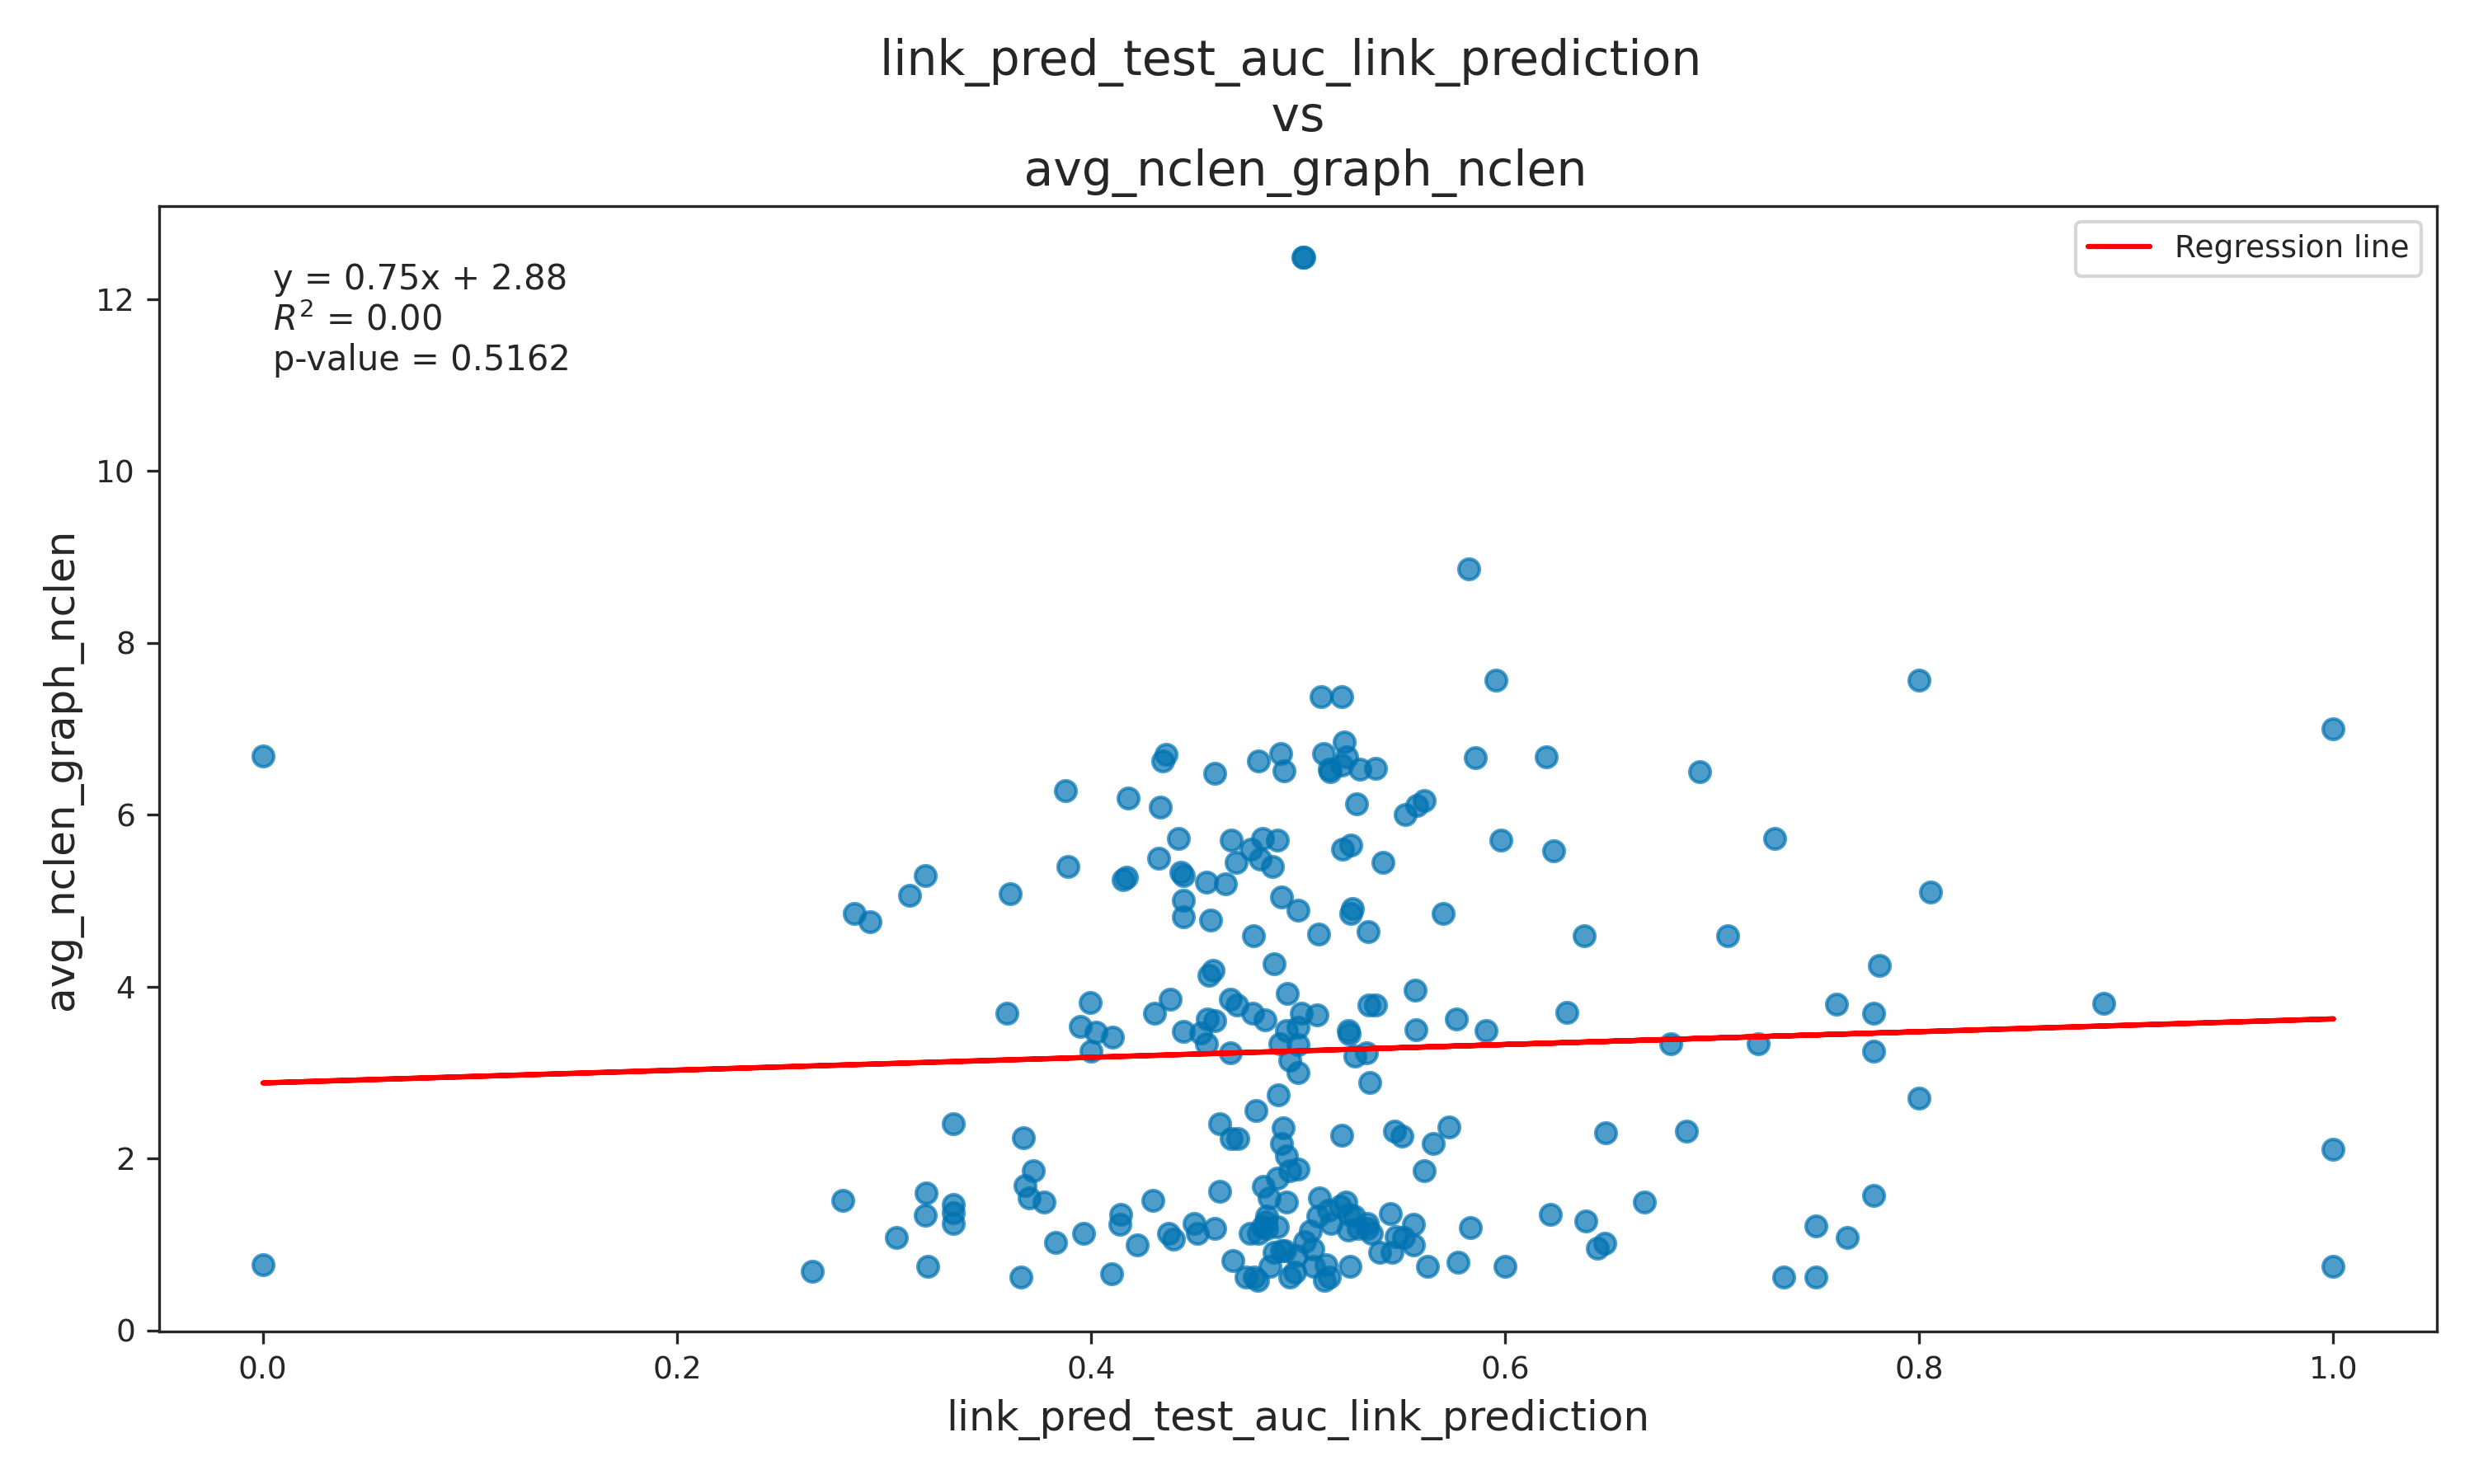 link_pred_test_auc_link_prediction
vs
avg_nclen_graph_nclen
y = 0.75x + 2.88
R² = 0.00
p-value = 0.5162
Regression line
avg_nclen_graph_nclen
12
10
8
6
4
2
0
0.0 0.2 0.4 0.6 0.8 1.0
link_pred_test_auc_link_prediction